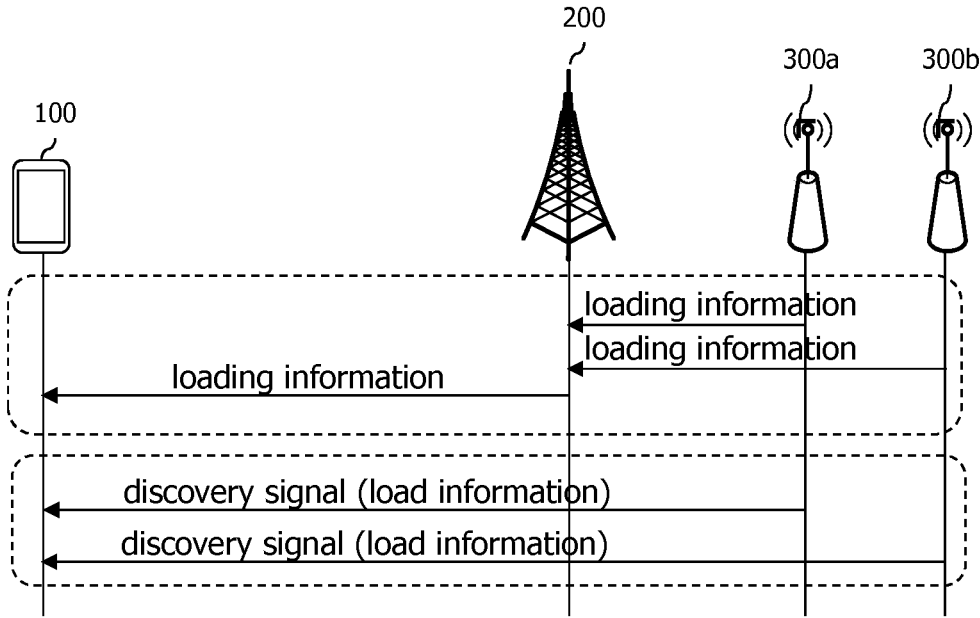 200
300a
300b
100
loading information
loading information
loading information
discovery signal (load information)
discovery signal (load information)